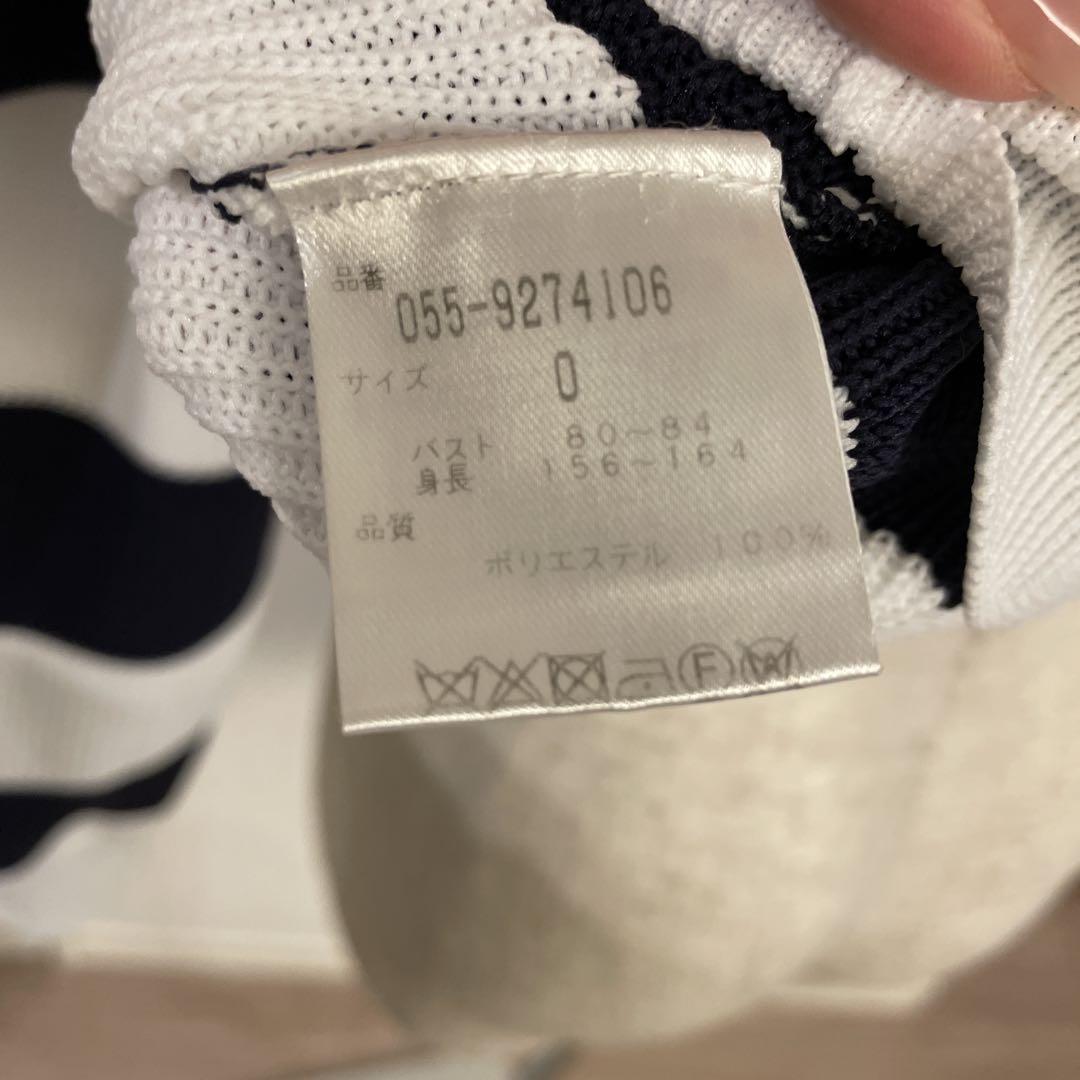 品番
055-9274106
サイズ 0
バスト 80~84
身長 156~164
品質
ポリエステル 100%
F